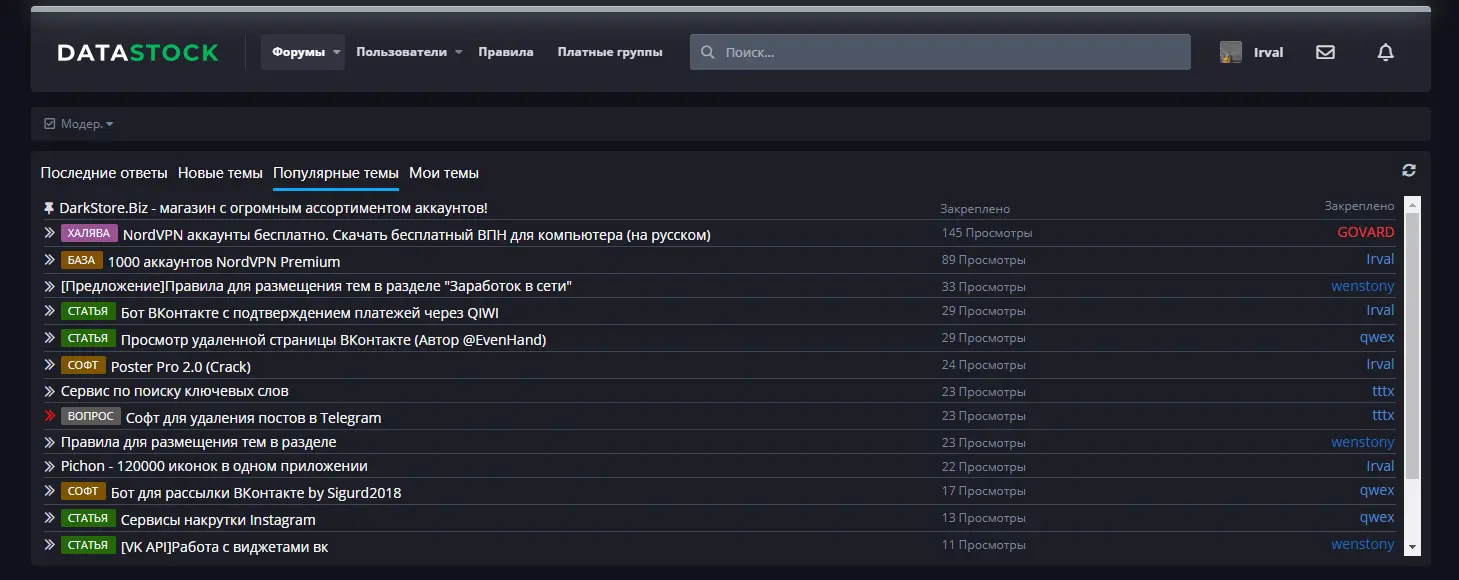 DATASTOCK Форумы Пользователи Правила Платные группы Поиск... Irval
Модер.
Последние ответы Новые темы Популярные темы Мои темы
DarkStore.Biz - магазин с огромным ассортиментом аккаунтов! Закреплено Закреплено
ХАЛЯВА NordVPN аккаунты бесплатно. Скачать бесплатный ВПН для компьютера (на русском) 145 Просмотры GOVARD
БАЗА 1000 аккаунтов NordVPN Premium 89 Просмотры Irval
[Предложение]Правила для размещения тем в разделе "Заработок в сети" 33 Просмотры wenstony
СТАТЬЯ Бот ВКонтакте с подтверждением платежей через QIWI 29 Просмотры Irval
СТАТЬЯ Просмотр удаленной страницы ВКонтакте (Автор @EvenHand) 29 Просмотры qwex
СОФТ Poster Pro 2.0 (Crack) 24 Просмотры Irval
Сервис по поиску ключевых слов 23 Просмотры tttx
ВОПРОС Софт для удаления постов в Telegram 23 Просмотры tttx
Правила для размещения тем в разделе 23 Просмотры wenstony
Pichon - 120000 иконок в одном приложении 22 Просмотры Irval
СОФТ Бот для рассылки ВКонтакте by Sigurd2018 17 Просмотры qwex
СТАТЬЯ Сервисы накрутки Instagram 13 Просмотры qwex
СТАТЬЯ [VK API]Работа с виджетами вк 11 Просмотры wenstony